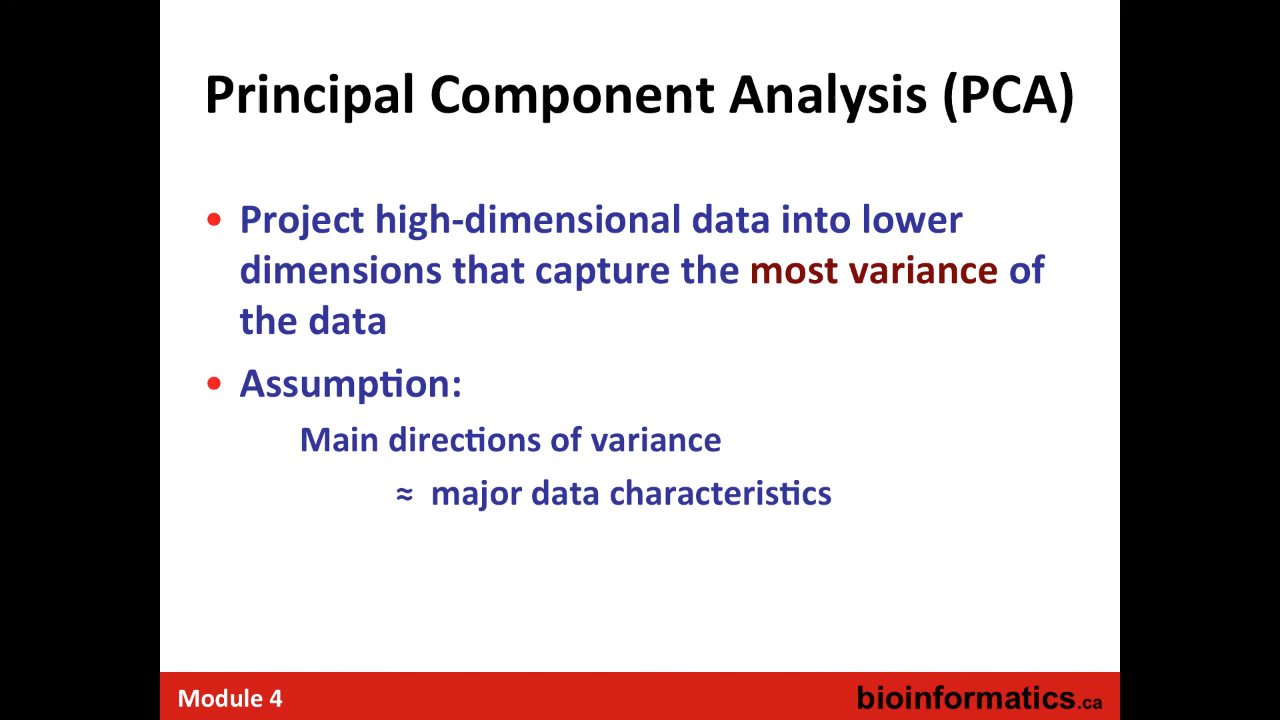 Principal Component Analysis (PCA)
• Project high-dimensional data into lower
dimensions that capture the most variance of
the data
• Assumption:
Main directions of variance
≈ major data characteristics
Module 4
bioinformatics.ca